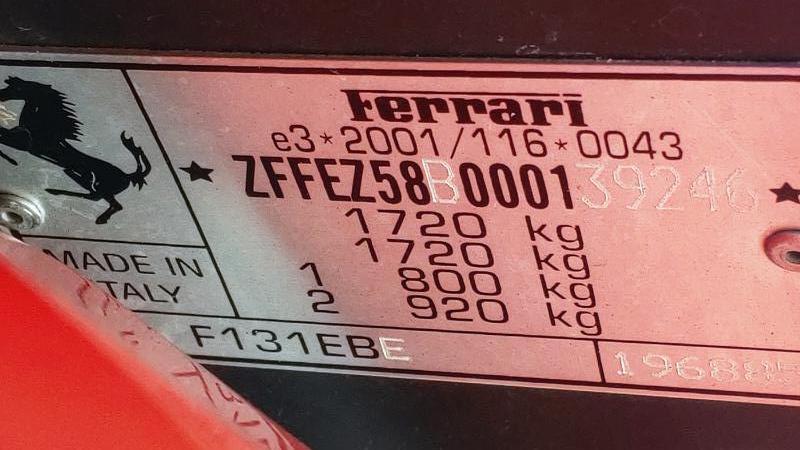 Ferrari
e3*2001/116*0043
★ ZFFEZ58B000139246 ★
1720 kg
1720 kg
1 800 kg
2 920 kg
MADE IN
ITALY
F131EBE